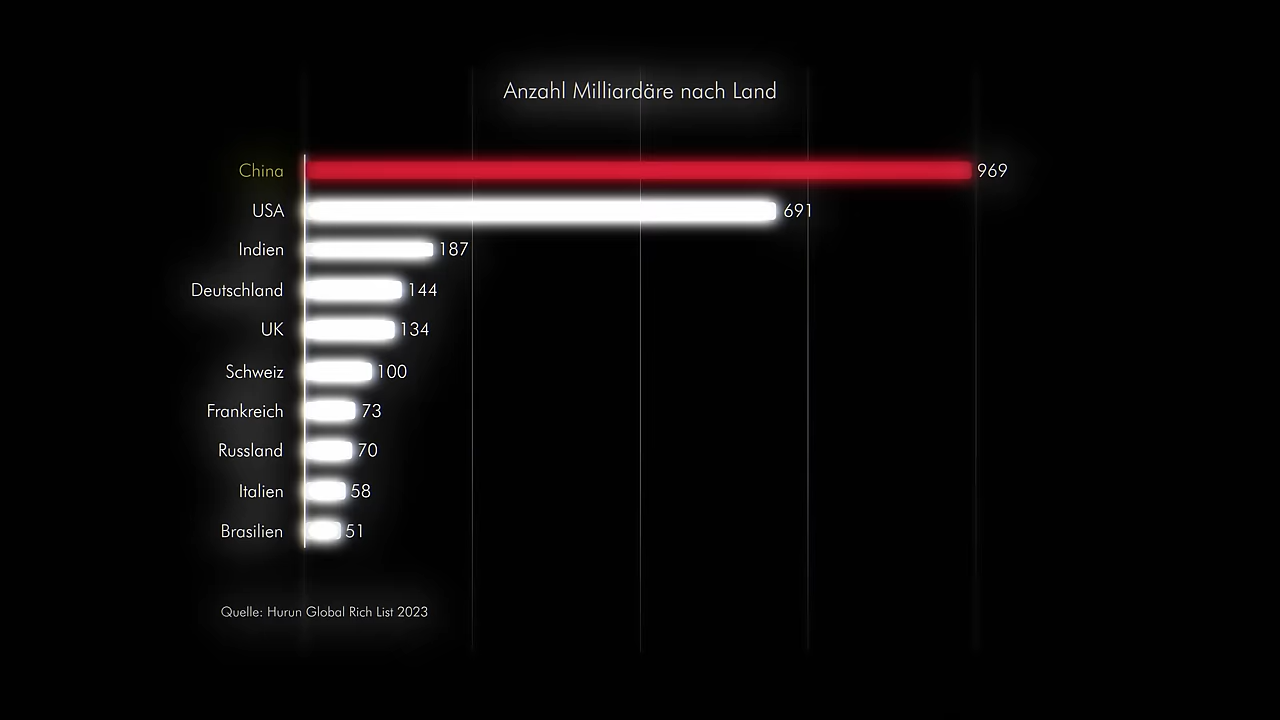 Anzahl Milliardäre nach Land
China 969
USA 691
Indien 187
Deutschland 144
UK 134
Schweiz 100
Frankreich 73
Russland 70
Italien 58
Brasilien 51
Quelle: Hurun Global Rich List 2023